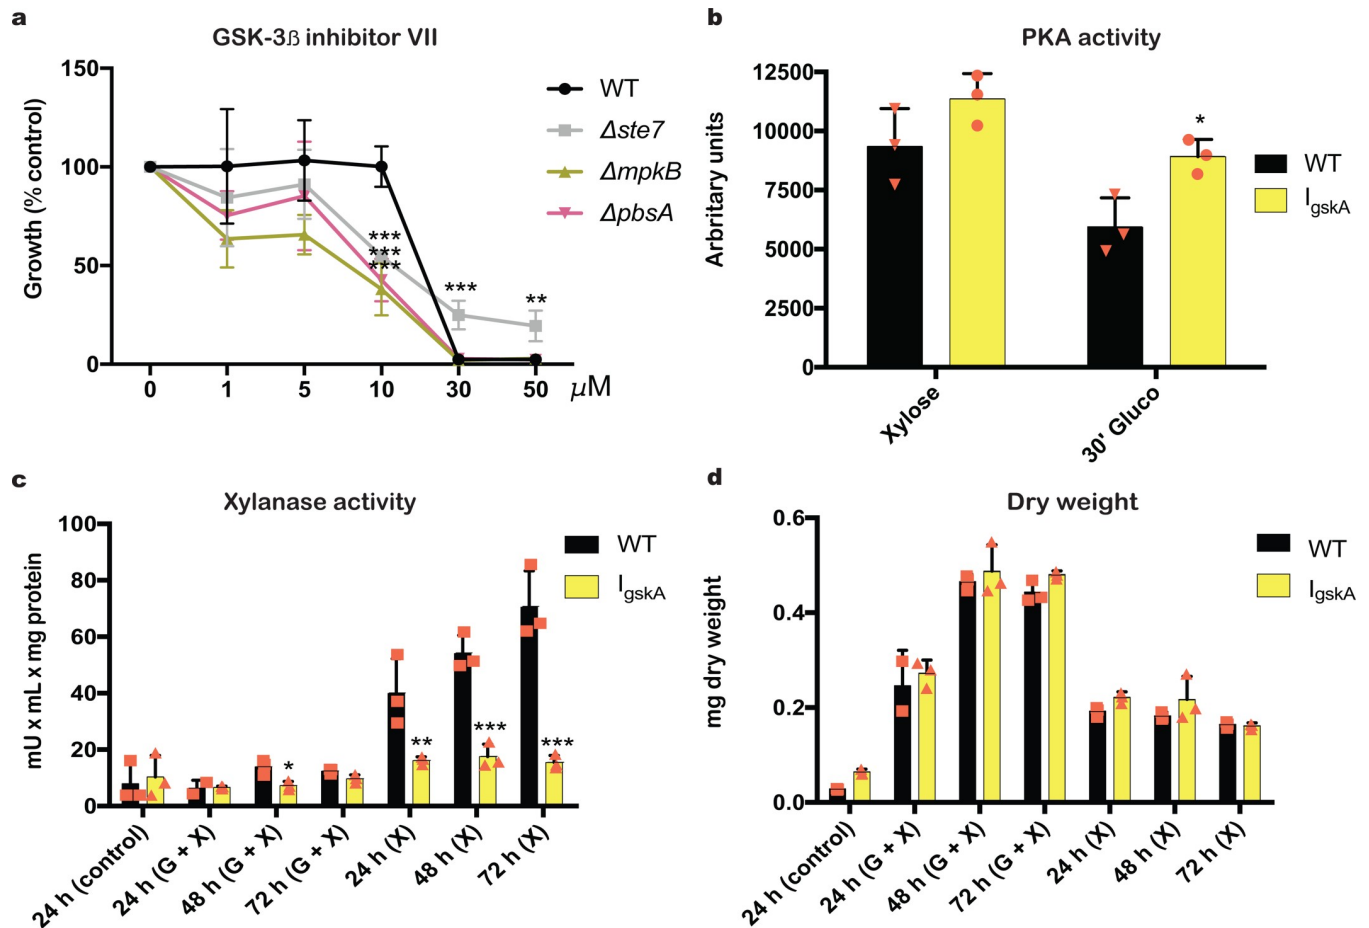 a
GSK-3ß inhibitor VII
Growth (% control)
150
100
50
0
0 1 5 10 30 50 µM
***
***
***
***
**
WT
Δste7
ΔmpkB
ΔpbsA
b
PKA activity
Arbritary units
12500
10000
7500
5000
2500
0
*
Xylose
30' Gluco
WT
IgskA
c
Xylanase activity
mU x mL x mg protein
100
80
60
40
20
0
*
**
***
***
24 h (control)
24 h (G + X)
48 h (G + X)
72 h (G + X)
24 h (X)
48 h (X)
72 h (X)
WT
IgskA
d
Dry weight
mg dry weight
0.6
0.4
0.2
0.0
24 h (control)
24 h (G + X)
48 h (G + X)
72 h (G + X)
24 h (X)
48 h (X)
72 h (X)
WT
IgskA